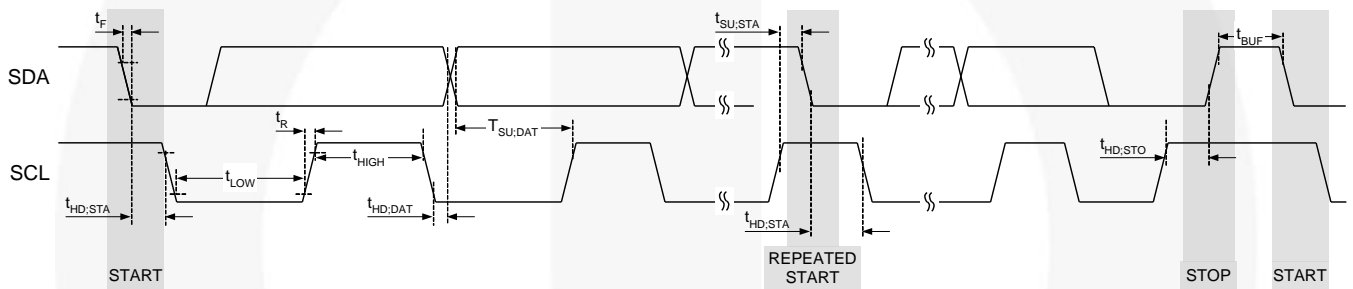 tF
tSU;STA
tBUF
SDA
tR
TSU;DAT
tHIGH
tHD;STO
SCL
tLOW
tHD;STA
tHD;DAT
tHD;STA
START
REPEATED
START
STOP
START